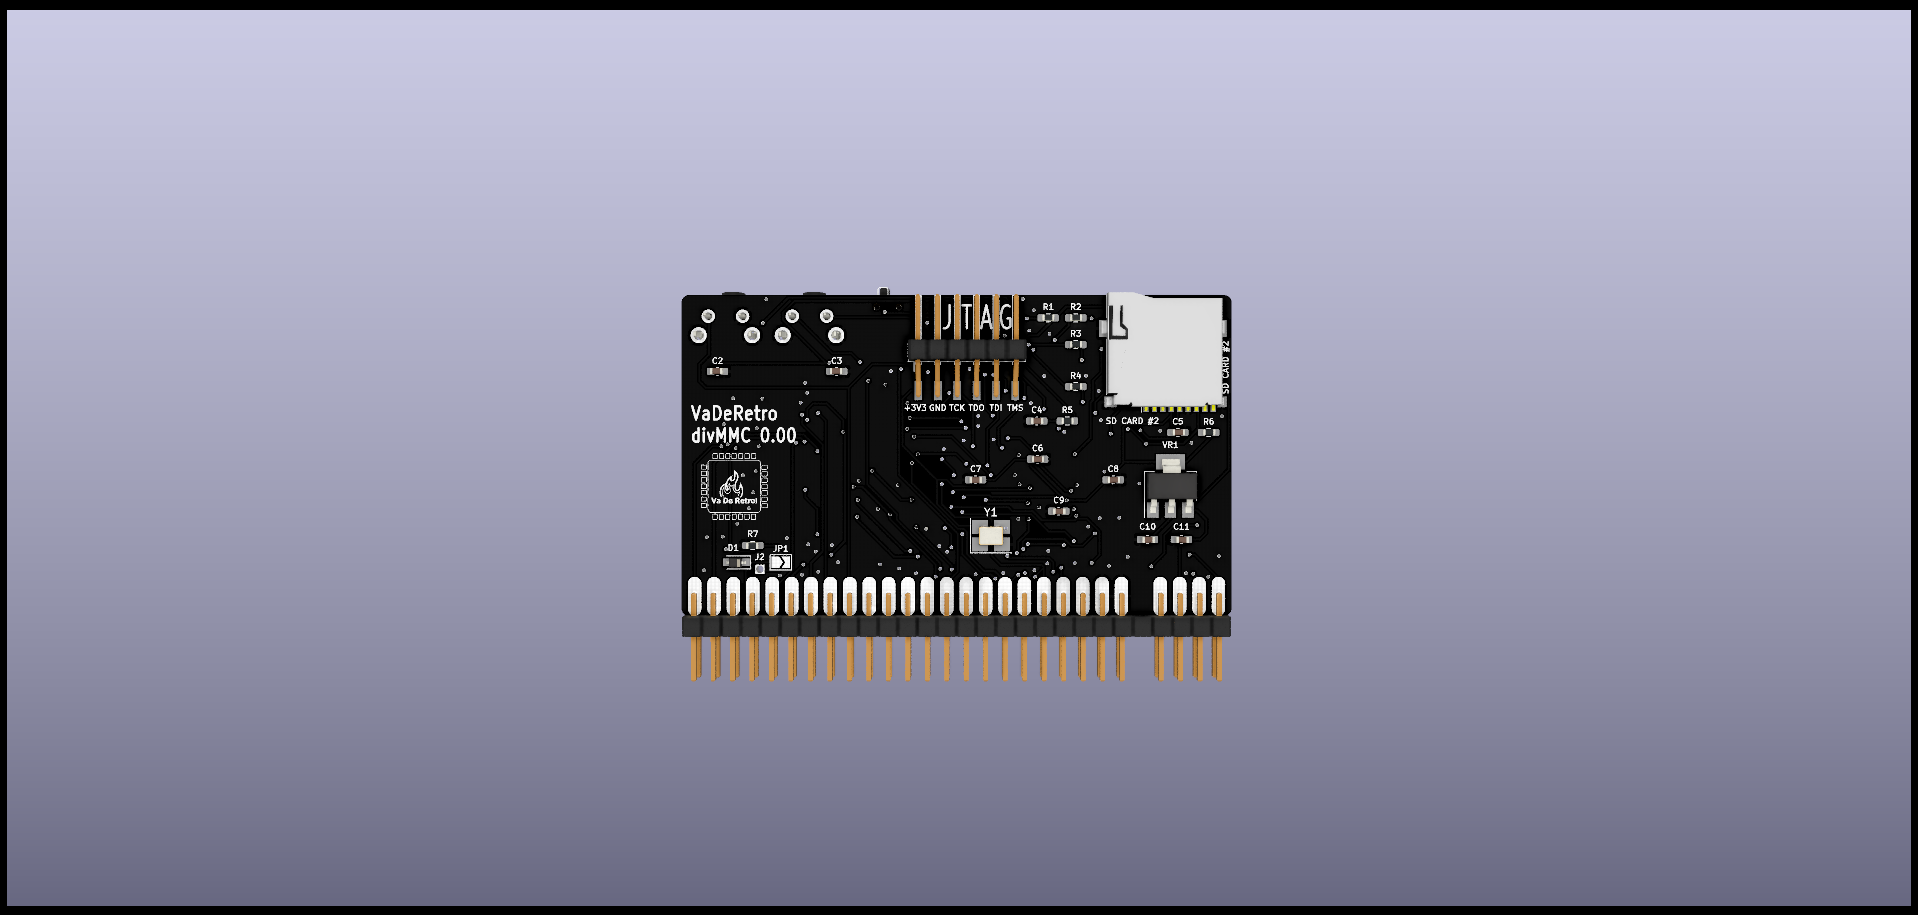 JTAG
R1 R2
R3
C2
C3
R4
SD CARD #2
+3V3 GND TCK TDO TDI TMS
VaDeRetro
divMMC 0.00
C4 R5
SD CARD #2
C5 R6
VR1
C6
C7
C8
Va De Retro!
C9
Y1
C10 C11
R7
D1
J2
JP1